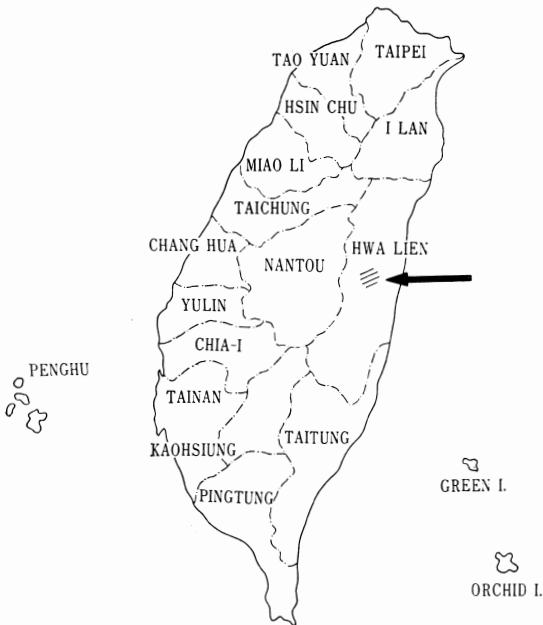 TAIPEI
TAO YUAN
HSIN CHU
I LAN
MIAO LI
TAICHUNG
CHANG HUA
HWA LIEN
NANTOU
YULIN
CHIA-I
PENGHU
TAINAN
TAITUNG
KAOHSIUNG
GREEN I.
PINGTUNG
ORCHID I.